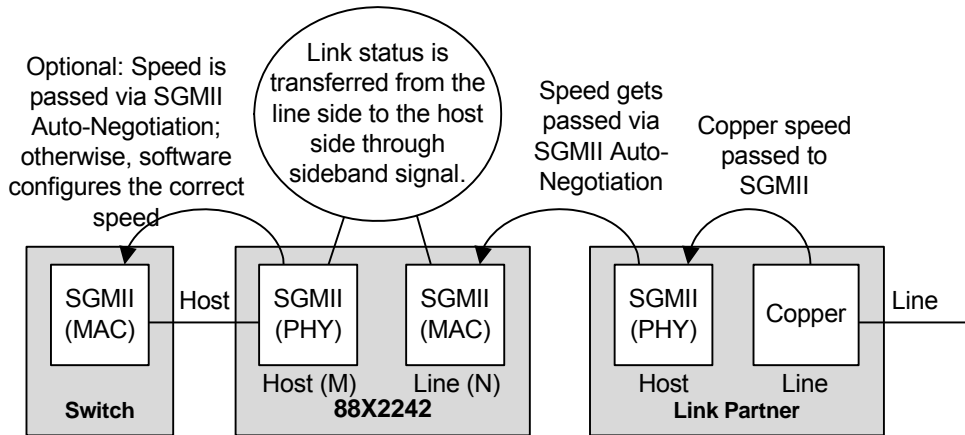 Optional: Speed is
passed via SGMII
Auto-Negotiation;
otherwise, software
configures the correct
speed
Link status is
transferred from the
line side to the host
side through
sideband signal.
Speed gets
passed via
SGMII Auto-
Negotiation
Copper speed
passed to
SGMII
SGMII
(MAC)
Host
SGMII
(PHY)
SGMII
(MAC)
SGMII
(PHY)
Copper
Line
Host (M)
Line (N)
Host
Line
Switch
88X2242
Link Partner